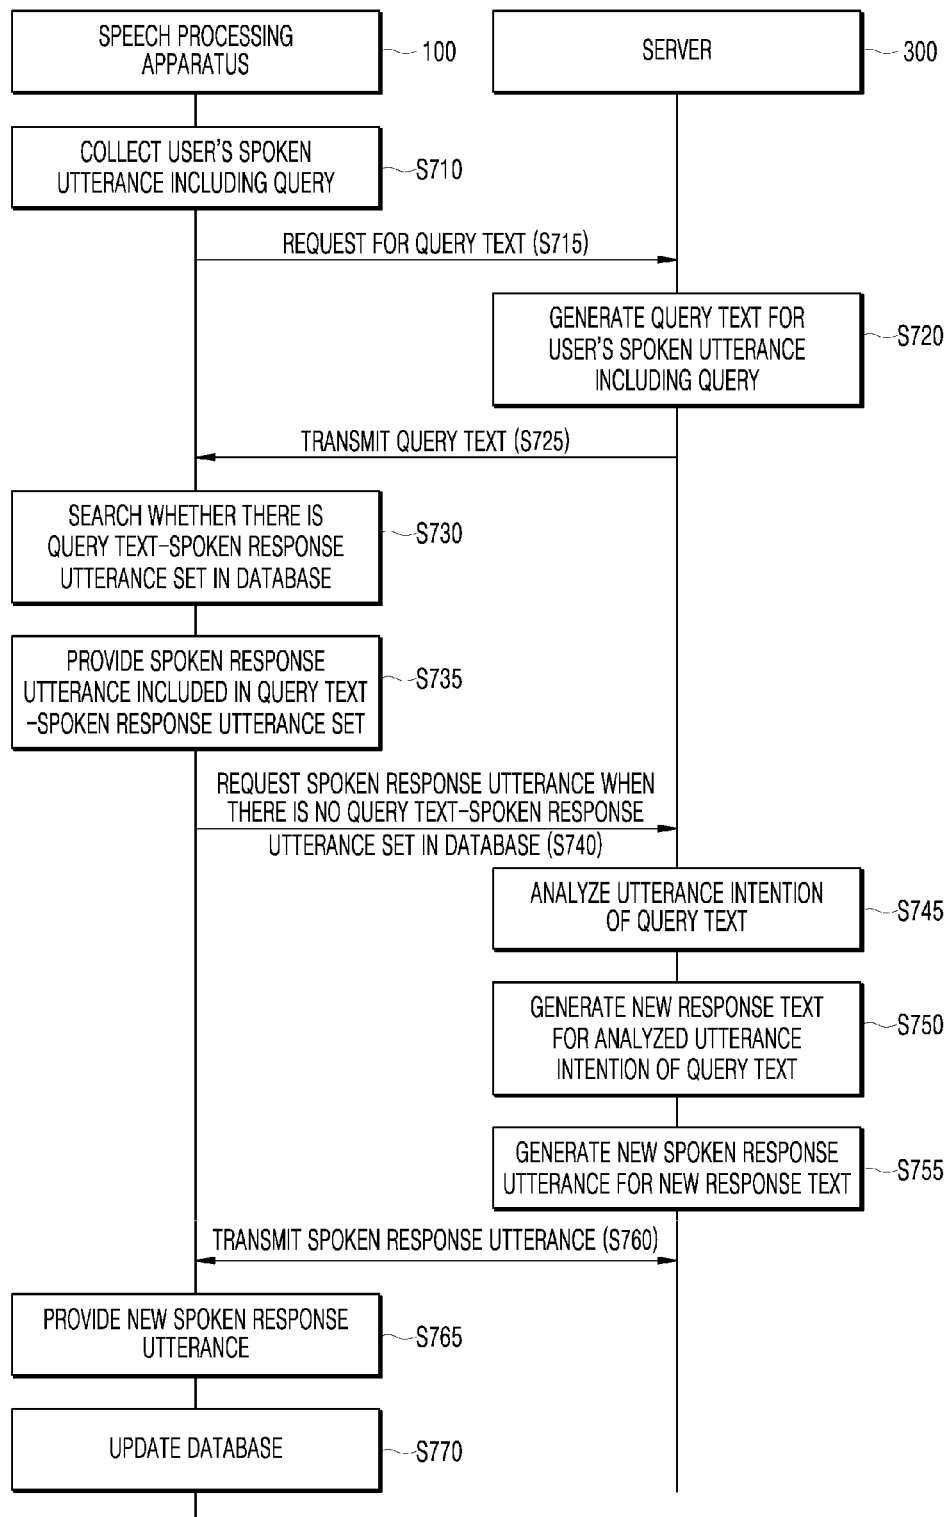 SPEECH PROCESSING
APPARATUS
100
SERVER
300
COLLECT USER'S SPOKEN
UTTERANCE INCLUDING QUERY
S710
REQUEST FOR QUERY TEXT (S715)
GENERATE QUERY TEXT FOR
USER'S SPOKEN UTTERANCE
INCLUDING QUERY
S720
TRANSMIT QUERY TEXT (S725)
SEARCH WHETHER THERE IS
QUERY TEXT-SPOKEN RESPONSE
UTTERANCE SET IN DATABASE
S730
PROVIDE SPOKEN RESPONSE
UTTERANCE INCLUDED IN QUERY TEXT
-SPOKEN RESPONSE UTTERANCE SET
S735
REQUEST SPOKEN RESPONSE UTTERANCE WHEN
THERE IS NO QUERY TEXT-SPOKEN RESPONSE
UTTERANCE SET IN DATABASE (S740)
ANALYZE UTTERANCE INTENTION
OF QUERY TEXT
S745
GENERATE NEW RESPONSE TEXT
FOR ANALYZED UTTERANCE
INTENTION OF QUERY TEXT
S750
GENERATE NEW SPOKEN RESPONSE
UTTERANCE FOR NEW RESPONSE TEXT
S755
TRANSMIT SPOKEN RESPONSE UTTERANCE (S760)
PROVIDE NEW SPOKEN RESPONSE
UTTERANCE
S765
UPDATE DATABASE
S770